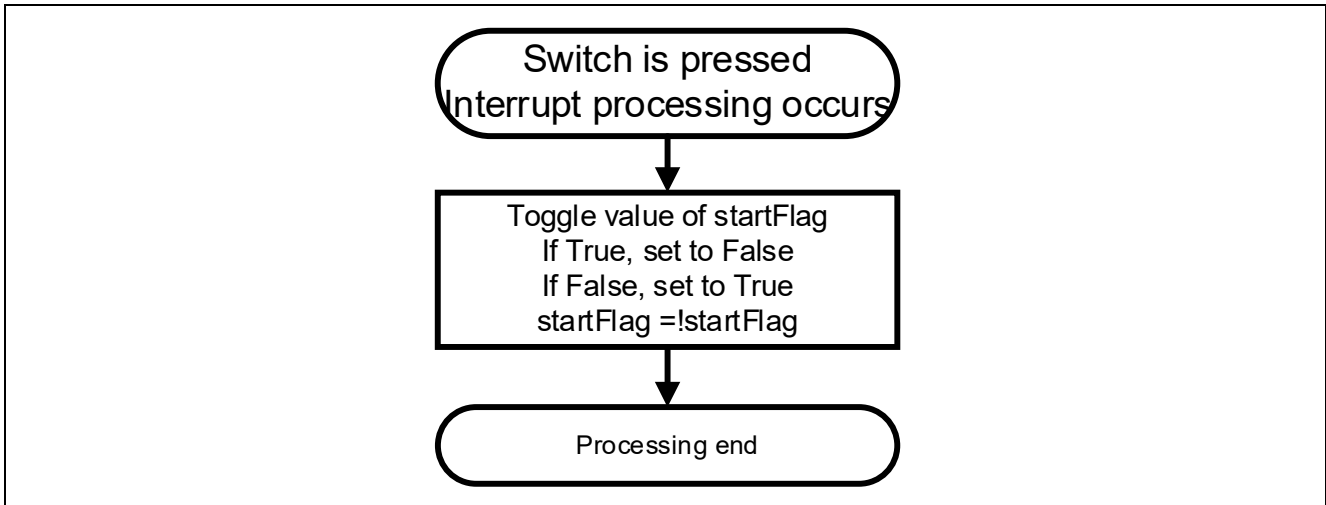 Switch is pressed
Interrupt processing occurs
Toggle value of startFlag
If True, set to False
If False, set to True
startFlag =!startFlag
Processing end